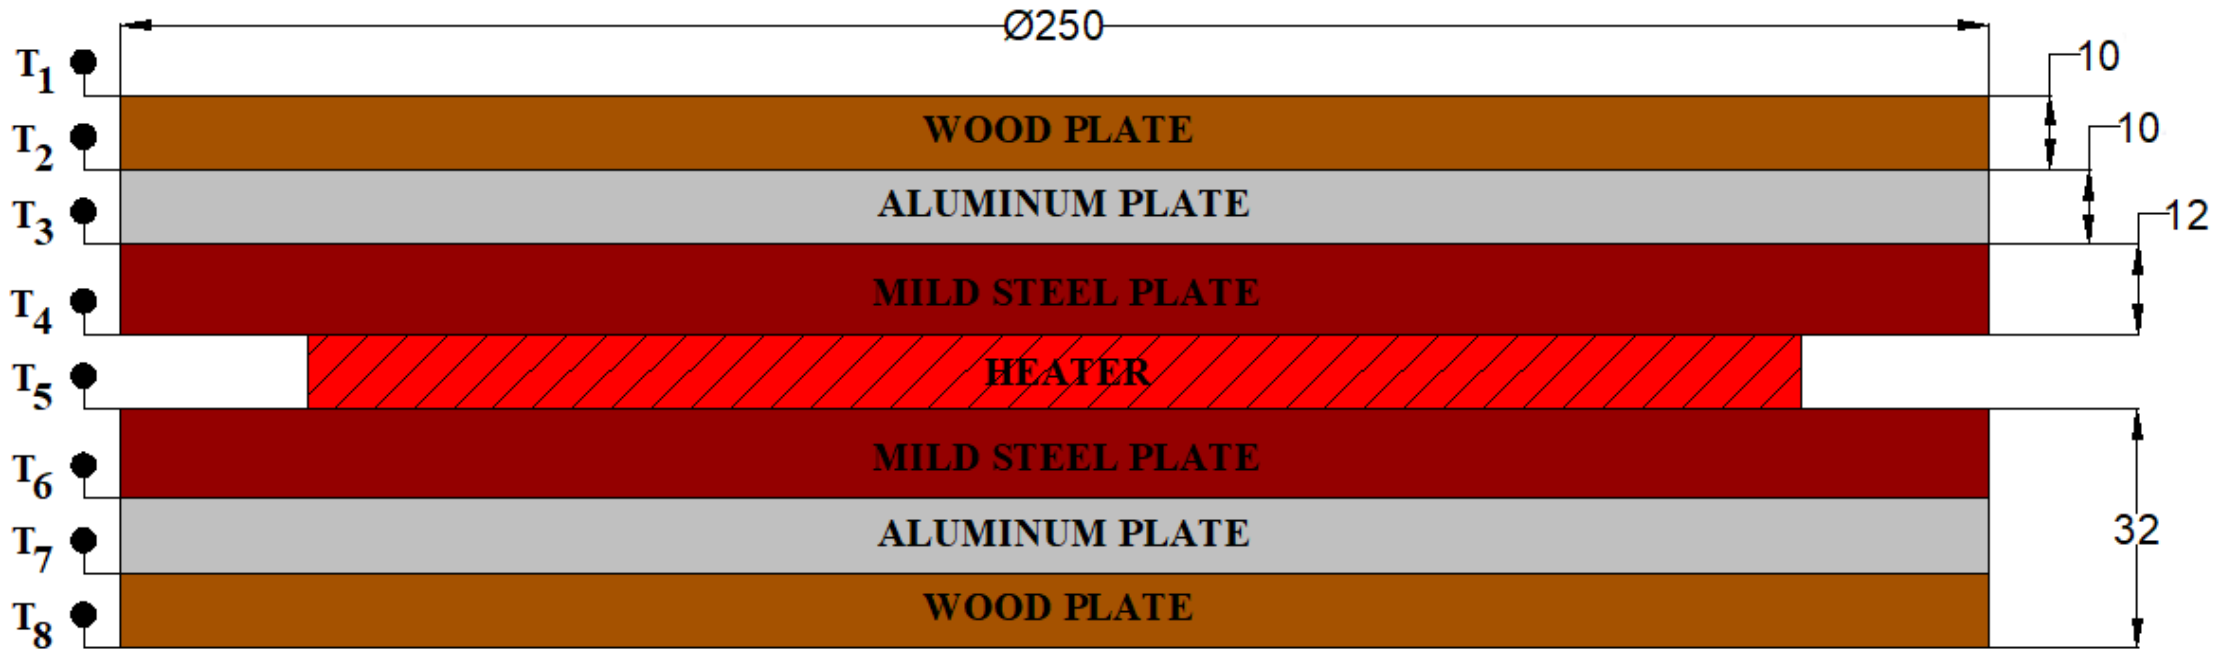 Ø250
T1
10
WOOD PLATE
T2
10
ALUMINUM PLATE
T3
12
MILD STEEL PLATE
T4
HEATER
T5
MILD STEEL PLATE
T6
ALUMINUM PLATE
T7
32
WOOD PLATE
T8